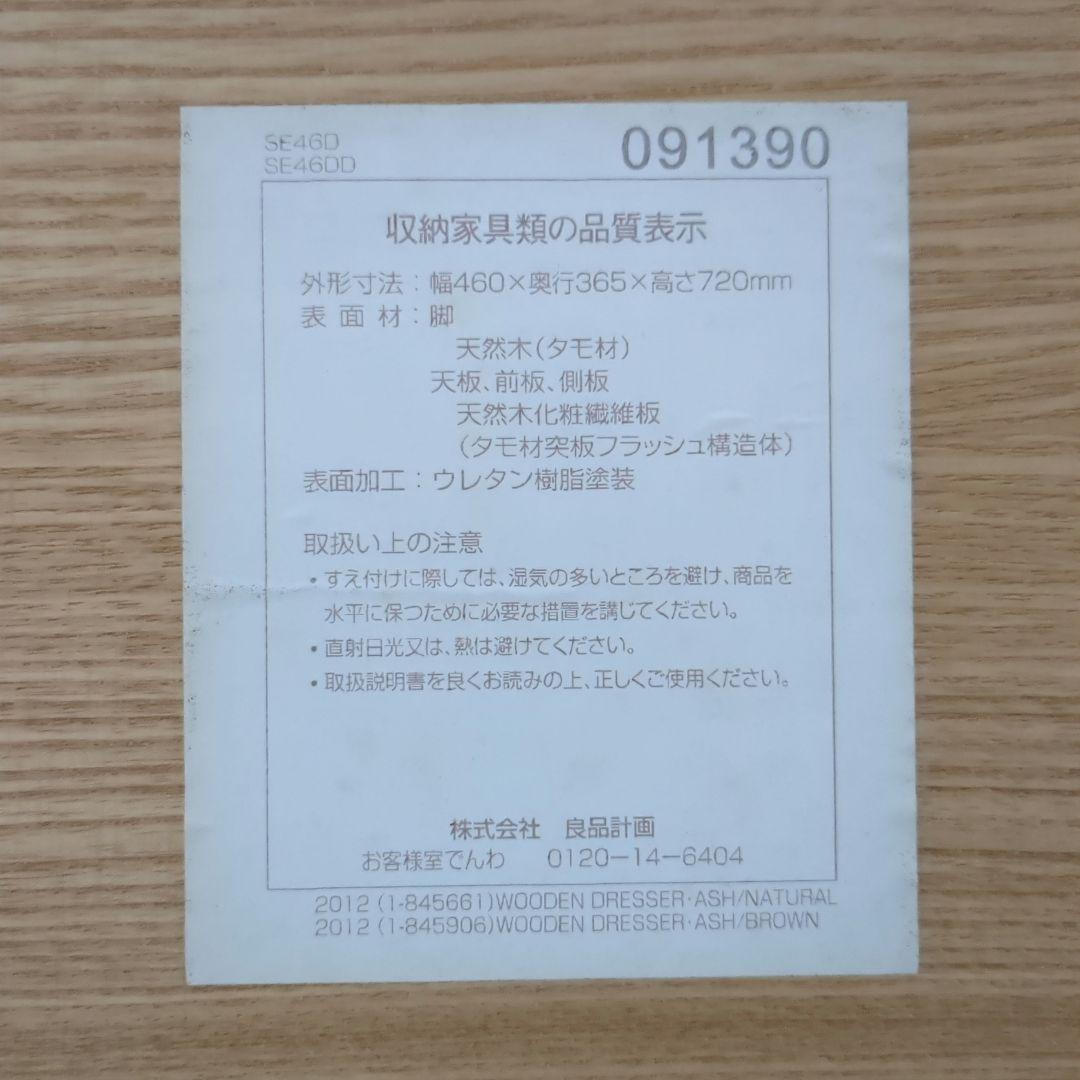 SE46D
SE46DD
091390
収納家具類の品質表示
外形寸法：幅460×奥行365×高さ720mm
表面材：脚
天然木(タモ材)
天板、前板、側板
天然木化粧繊維板
(タモ材突板フラッシュ構造体)
表面加工：ウレタン樹脂塗装
取扱い上の注意
・すえ付けに際しては、湿気の多いところを避け、商品を
水平に保つために必要な措置を講じてください。
・直射日光又は、熱は避けてください。
・取扱説明書を良くお読みの上、正しくご使用ください。
株式会社 良品計画
お客様室でんわ 0120-14-6404
2012 (1-845661)WOODEN DRESSER・ASH/NATURAL
2012 (1-845906)WOODEN DRESSER・ASH/BROWN